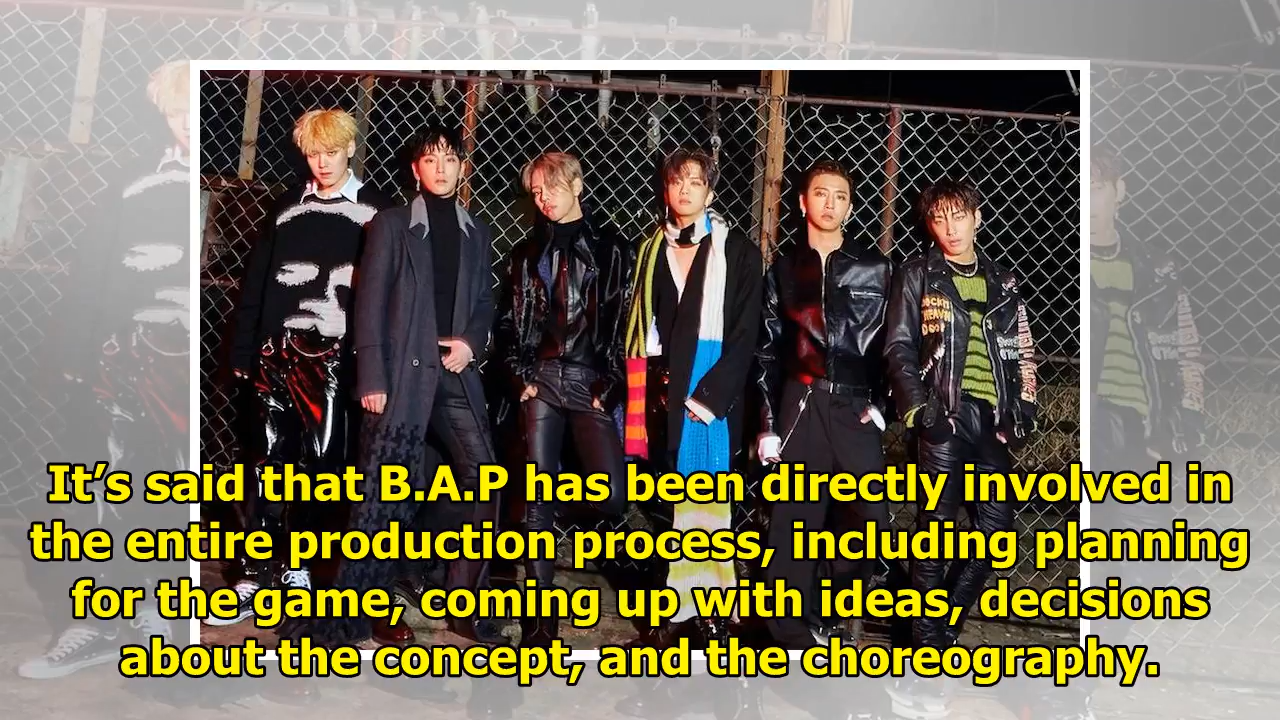 It’s said that B.A.P has been directly involved in
the entire production process, including planning
for the game, coming up with ideas, decisions
about the concept, and the choreography.